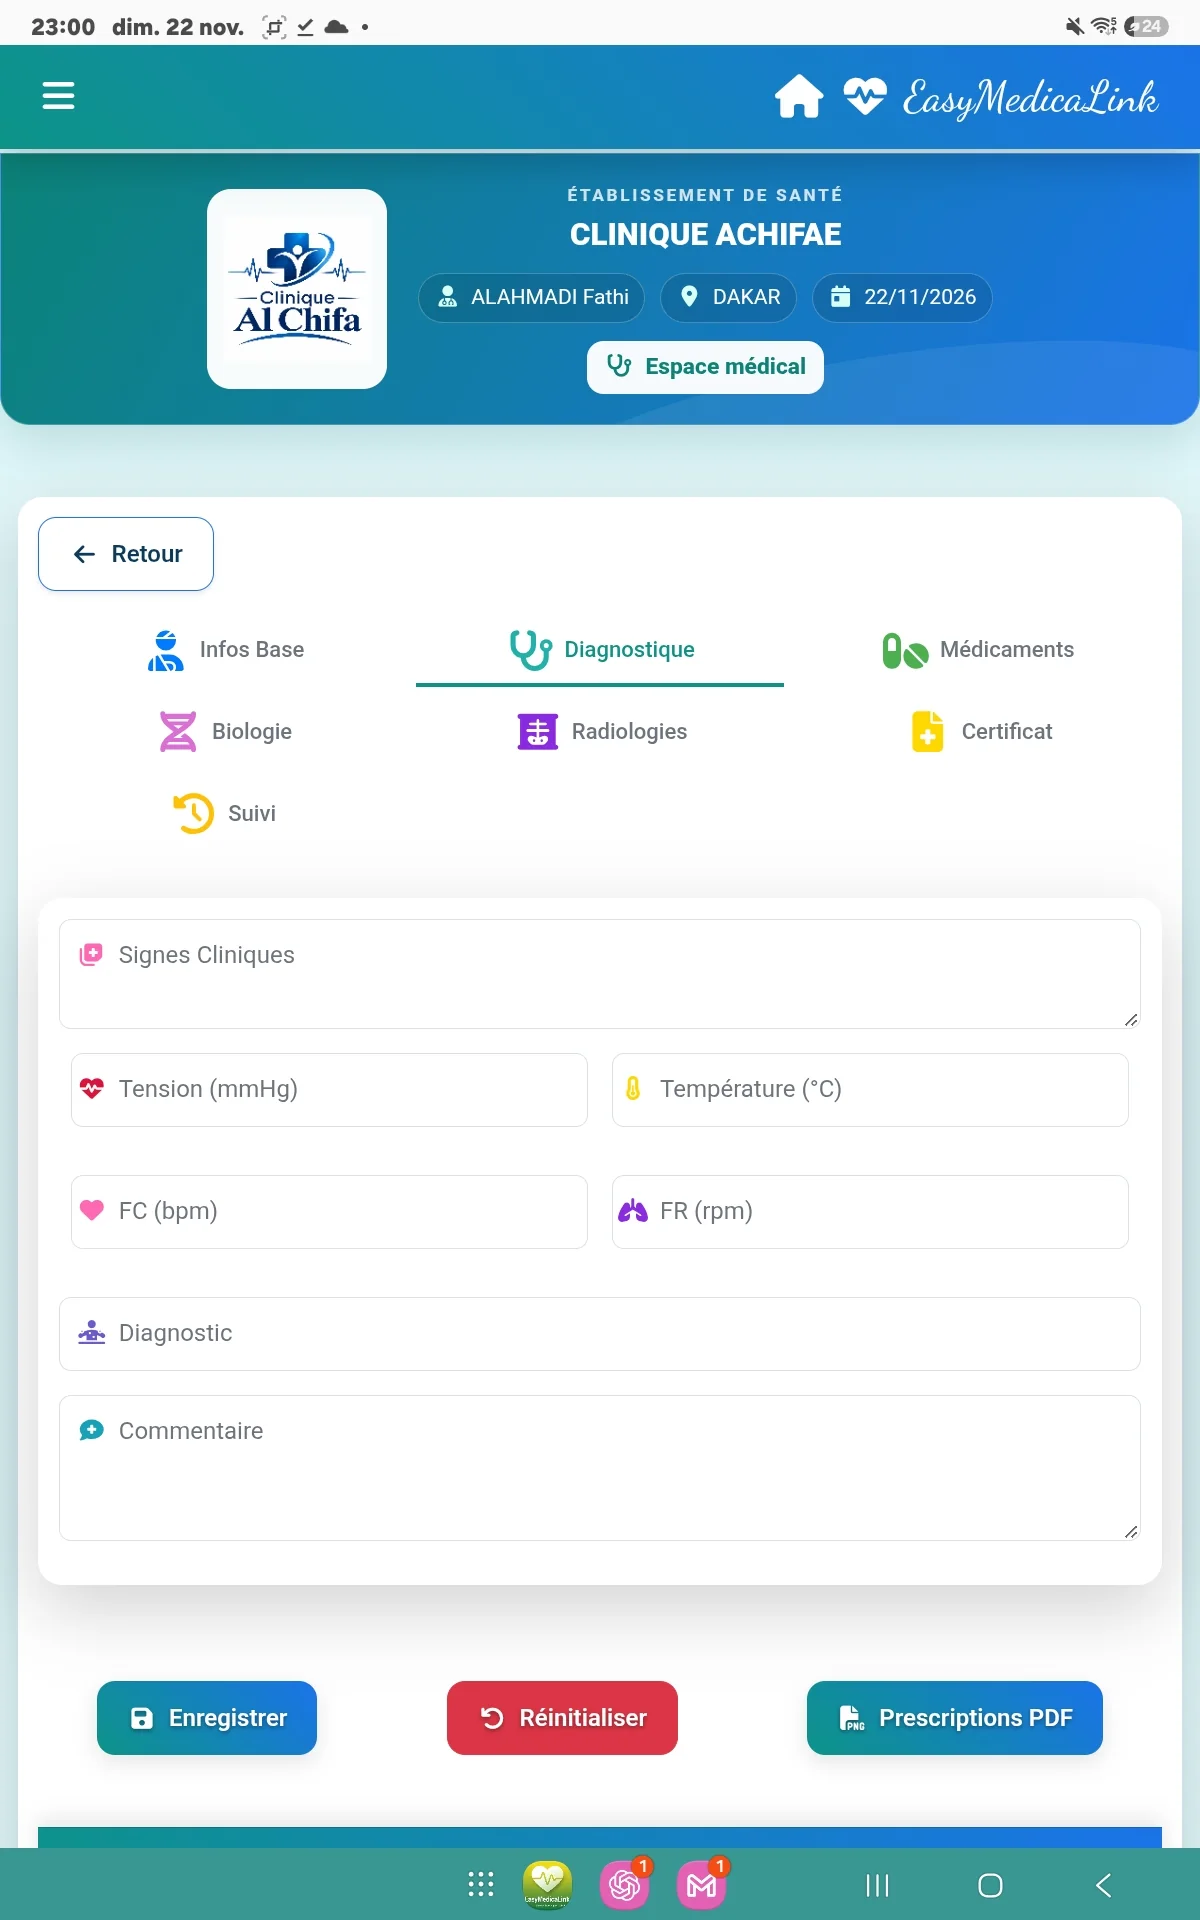 23:00 dim. 22 nov.
24
EasyMedicaLink
ÉTABLISSEMENT DE SANTÉ
CLINIQUE ACHIFAE
Clinique
Al Chifa
ALAHMADI Fathi
DAKAR
22/11/2026
Espace médical
Retour
Infos Base
Diagnostique
Médicaments
Biologie
Radiologies
Certificat
Suivi
Signes Cliniques
Tension (mmHg)
Température (°C)
FC (bpm)
FR (rpm)
Diagnostic
Commentaire
Enregistrer
Réinitialiser
PNG
Prescriptions PDF
EasyMedicaLink
1
1